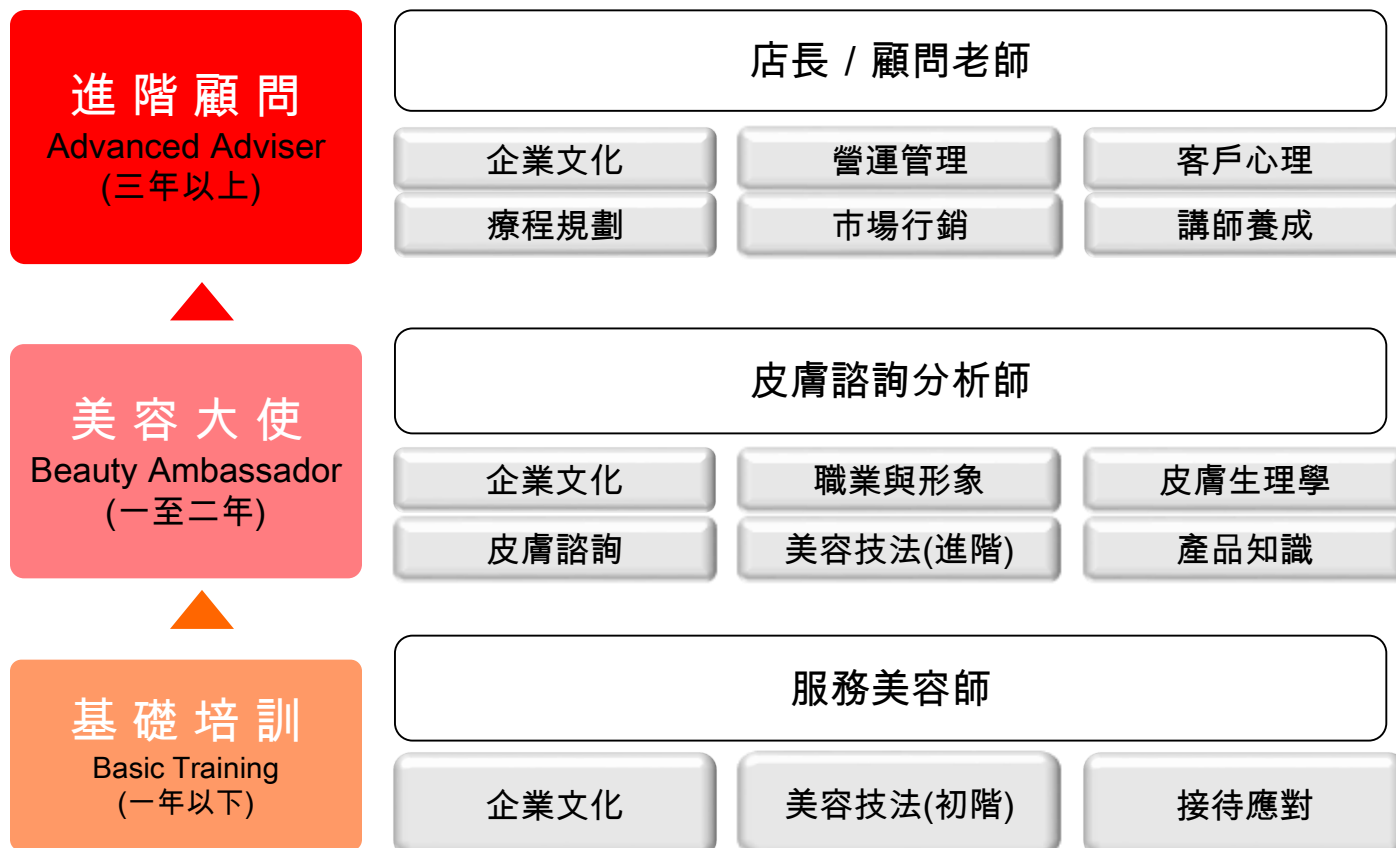 進階顧問
Advanced Adviser
(三年以上)
店長 / 顧問老師
企業文化
營運管理
客戶心理
療程規劃
市場行銷
講師養成
美容大使
Beauty Ambassador
(一至二年)
皮膚諮詢分析師
企業文化
職業與形象
皮膚生理學
皮膚諮詢
美容技法(進階)
產品知識
基礎培訓
Basic Training
(一年以下)
服務美容師
企業文化
美容技法(初階)
接待應對